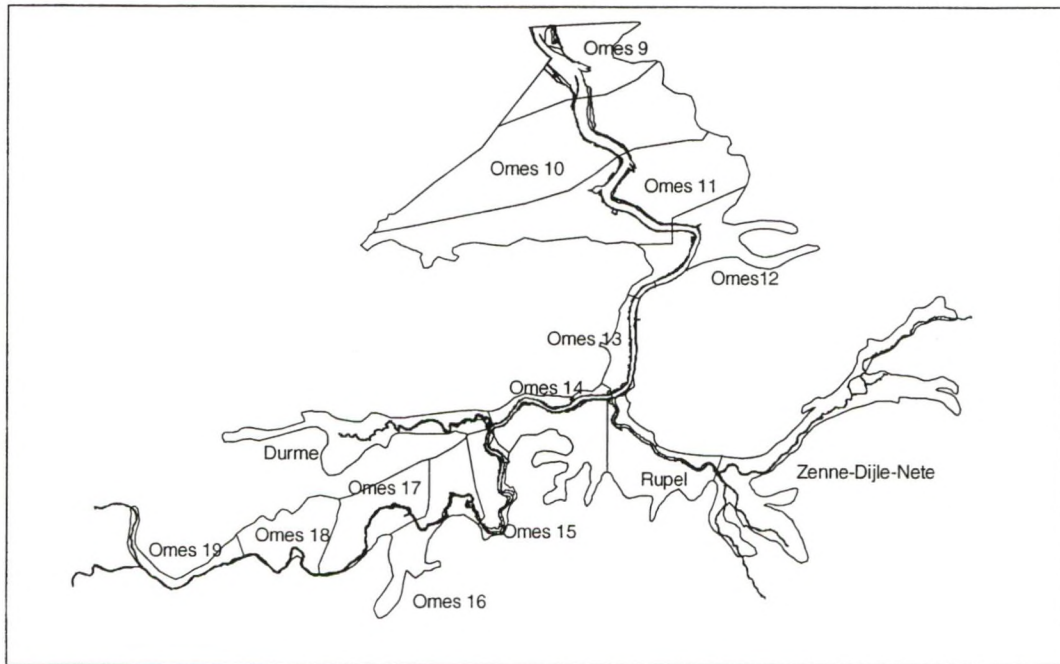 Omes 9
Omes 10
Omes 11
Omes12
Omes 13
Omes 14
Durme
Rupel
Zenne-Dijle-Nete
Omes 17
Omes 15
Omes 18
Omes 19
Omes 16